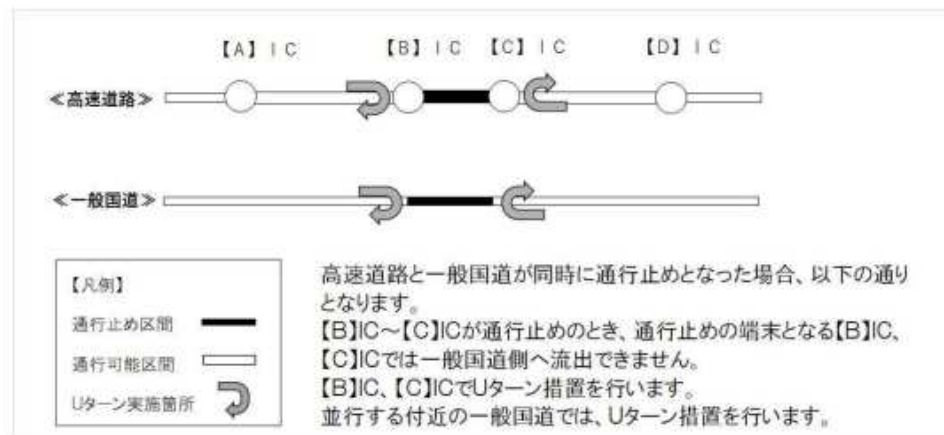 【A】IC 【B】IC 【C】IC 【D】IC
≪高速道路≫
≪一般国道≫
【凡例】
通行止め区間
通行可能区間
Uターン実施箇所
高速道路と一般国道が同時に通行止めとなった場合、以下の通り
となります。
【B】IC～【C】ICが通行止めのとき、通行止めの端末となる【B】IC、
【C】ICでは一般国道側へ流出できません。
【B】IC、【C】ICでUターン措置を行います。
並行する付近の一般国道では、Uターン措置を行います。